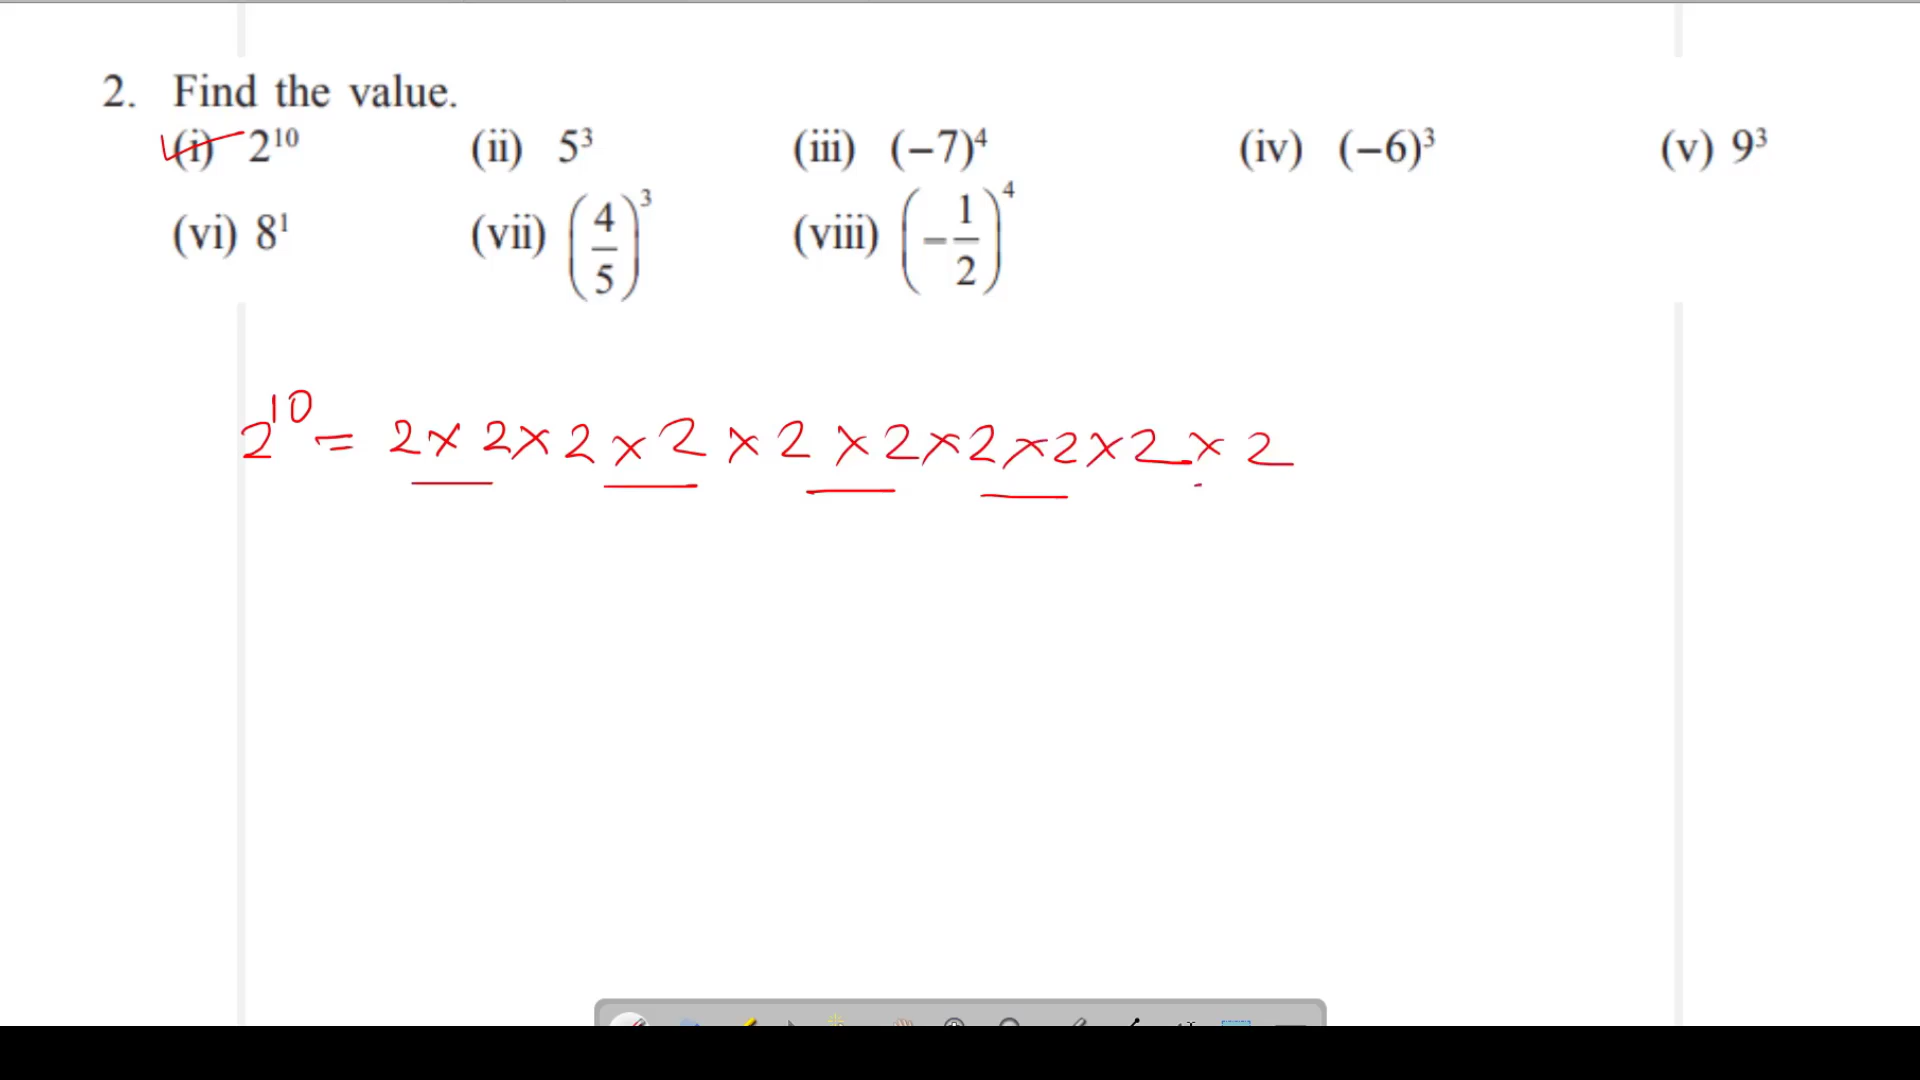 2. Find the value.
(i) 2¹⁰ (ii) 5³ (iii) (−7)⁴ (iv) (−6)³ (v) 9³
(vi) 8¹ (vii) (4/5)³ (viii) (−1/2)⁴
2¹⁰ = 2 × 2 × 2 × 2 × 2 × 2 × 2 × 2 × 2 × 2